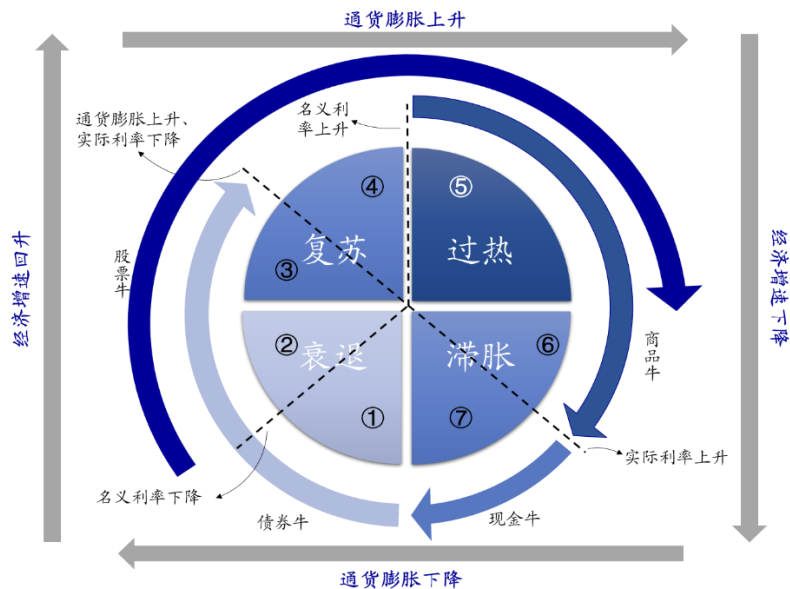 通货膨胀上升
名义利
率上升
通货膨胀上升、
实际利率下降
④
⑤
复苏
过热
③
股
票
牛
经济增速回升
经济增速下降
②
衰退
滞胀
⑥
商
品
牛
①
⑦
实际利率上升
名义利率下降
债券牛
现金牛
通货膨胀下降